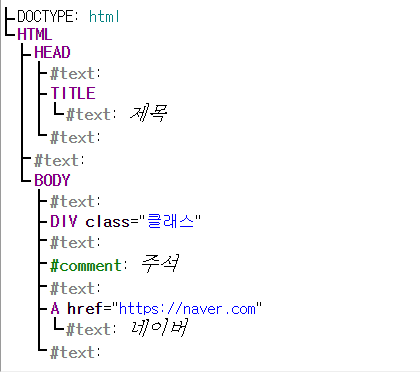 DOCTYPE: html
HTML
HEAD
#text:
TITLE
#text: 제목
#text:
#text:
BODY
#text:
DIV class="클래스"
#text:
#comment: 주석
#text:
A href="https://naver.com"
#text: 네이버
#text: